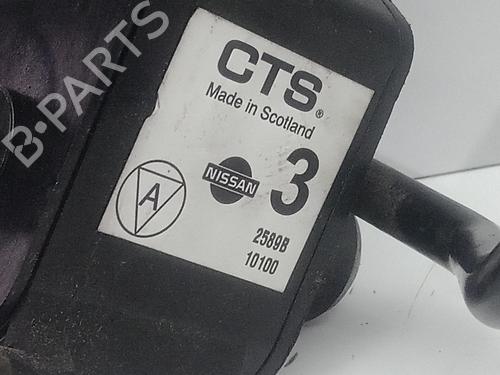 B-PARTS
CTS®
Made in Scotland
A
NISSAN
3
2589B
10100